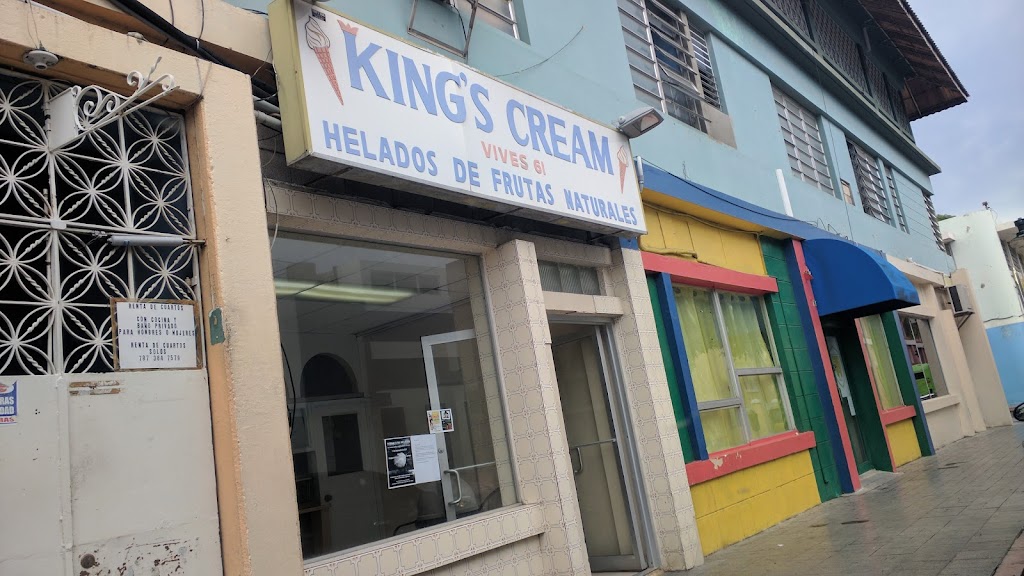 KING'S CREAM
VIVES 61
HELADOS DE FRUTAS NATURALES
RENTA DE CUARTOS
CON COCINA Y
BAÑO PRIVADO
PARA HOMBRES O MUJERES
RENTA DE CUARTOS
SOLOS